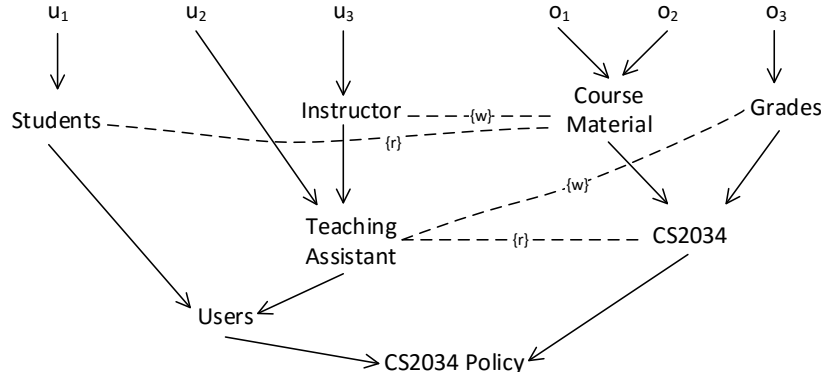 u₁ u₂ u₃ o₁ o₂ o₃
Students
Instructor
{w}
Course
Material
Grades
{r}
{w}
Teaching
Assistant
{r}
CS2034
Users
CS2034 Policy